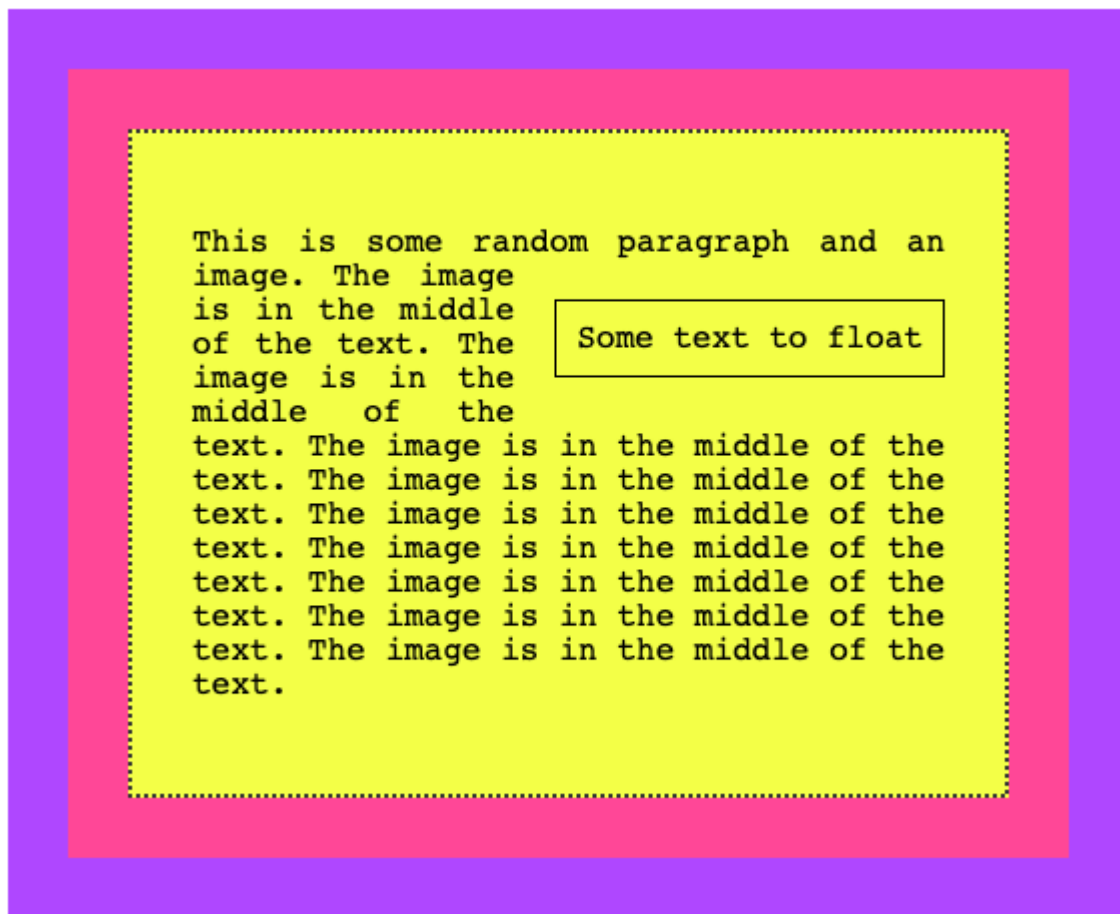 This is some random paragraph and an
image. The image
is in the middle
of the text. The
image is in the
middle of the
Some text to float
text. The image is in the middle of the
text. The image is in the middle of the
text. The image is in the middle of the
text. The image is in the middle of the
text. The image is in the middle of the
text. The image is in the middle of the
text. The image is in the middle of the
text.